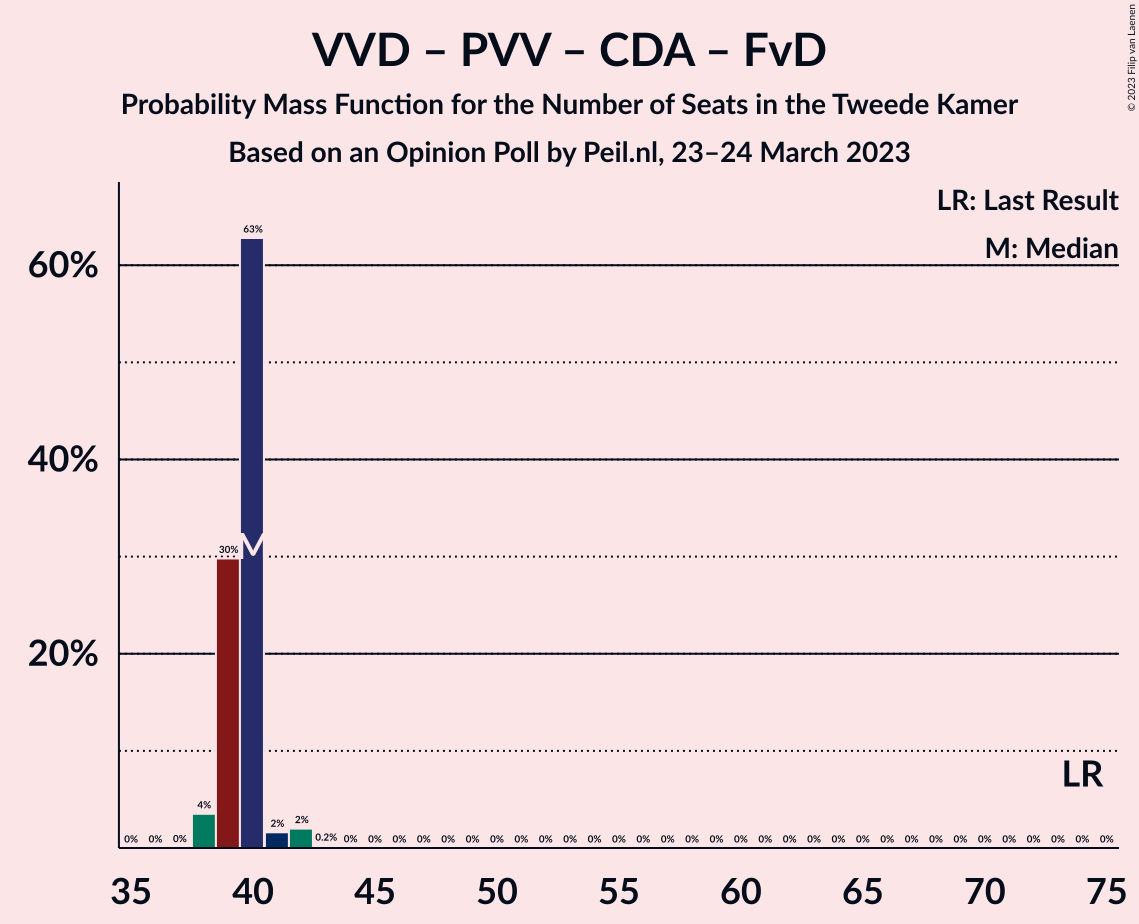 VVD – PVV – CDA – FvD
Probability Mass Function for the Number of Seats in the Tweede Kamer
Based on an Opinion Poll by Peil.nl, 23–24 March 2023
© 2023 Filip van Laenen
LR: Last Result
M: Median
60%
40%
20%
63%
30%
M
4%
2%
2%
0.2%
LR
0% 0% 0% 0% 0% 0% 0% 0% 0% 0% 0% 0% 0% 0% 0% 0% 0% 0% 0% 0% 0% 0% 0% 0% 0% 0% 0% 0% 0% 0% 0% 0% 0% 0% 0%
35 40 45 50 55 60 65 70 75